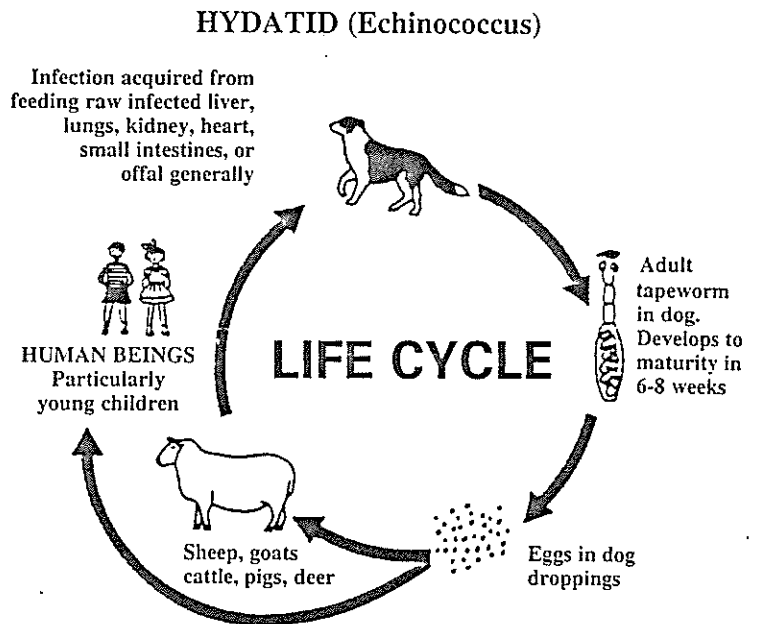 HYDATID (Echinococcus)
Infection acquired from
feeding raw infected liver,
lungs, kidney, heart,
small intestines, or
offal generally
Adult
tapeworm
in dog.
Develops to
maturity in
6-8 weeks
LIFE CYCLE
HUMAN BEINGS
Particularly
young children
Sheep, goats
cattle, pigs, deer
Eggs in dog
droppings